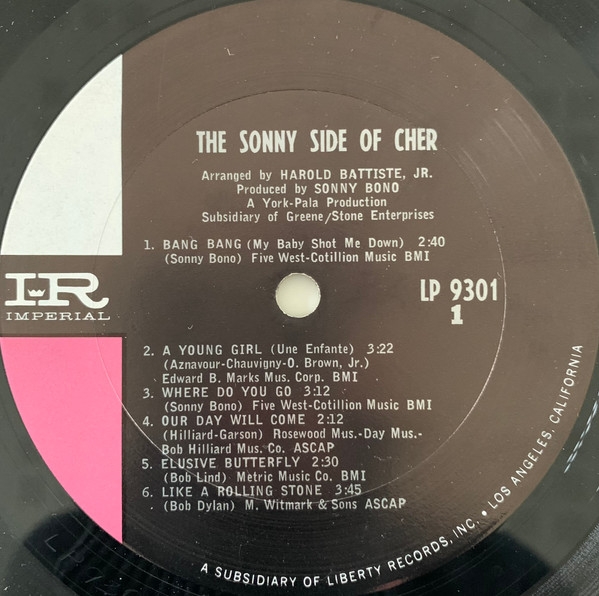 THE SONNY SIDE OF CHER
Arranged by HAROLD BATTISTE, JR.
Produced by SONNY BONO
A York-Pala Production
Subsidiary of Greene/Stone Enterprises
1. BANG BANG (My Baby Shot Me Down) 2:40
(Sonny Bono) Five West-Cotillion Music BMI
IR
IMPERIAL
LP 9301
1
2. A YOUNG GIRL (Une Enfante) 3:22
(Aznavour-Chauvigny-O. Brown, Jr.)
Edward B. Marks Mus. Corp. BMI
3. WHERE DO YOU GO 3:12
(Sonny Bono) Five West-Cotillion Music BMI
4. OUR DAY WILL COME 2:12
(Hilliard-Garson) Rosewood Mus.-Day Mus.-
Bob Hilliard Mus. Co. ASCAP
5. ELUSIVE BUTTERFLY 2:30
(Bob Lind) Metric Music Co. BMI
6. LIKE A ROLLING STONE 3:45
(Bob Dylan) M. Witmark & Sons ASCAP
A SUBSIDIARY OF LIBERTY RECORDS, INC. • LOS ANGELES, CALIFORNIA